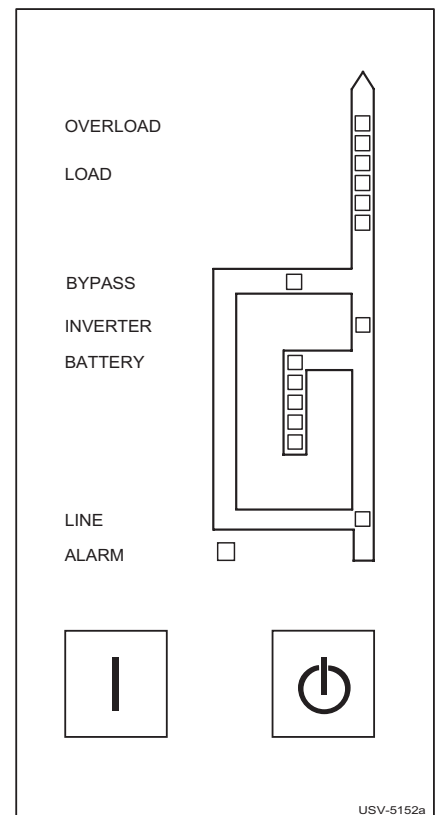 OVERLOAD
LOAD
BYPASS
INVERTER
BATTERY
LINE
ALARM
USV-5152a